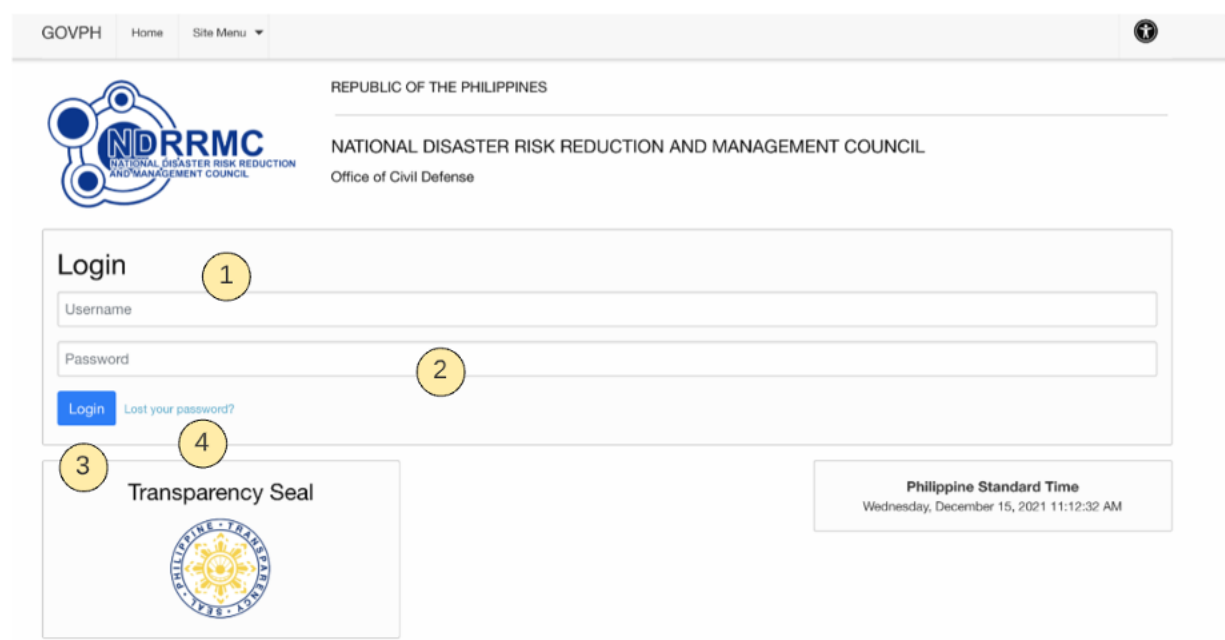 GOVPH Home Site Menu
REPUBLIC OF THE PHILIPPINES
NDRRMC
NATIONAL DISASTER RISK REDUCTION
AND MANAGEMENT COUNCIL
NATIONAL DISASTER RISK REDUCTION AND MANAGEMENT COUNCIL
Office of Civil Defense
Login
1
Username
Password
2
Login Lost your password?
4
3
Transparency Seal
PHILIPPINE · TRANSPARENCY SEAL
Philippine Standard Time
Wednesday, December 15, 2021 11:12:32 AM